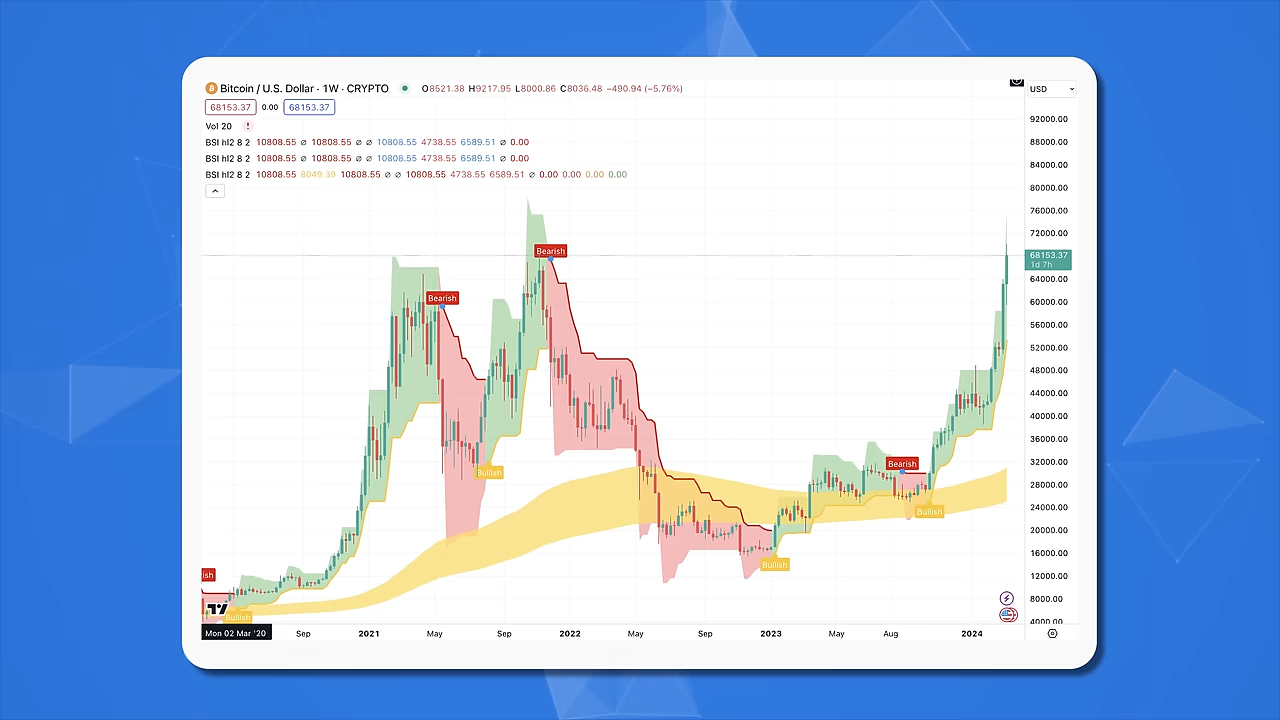 Bitcoin / U.S. Dollar · 1W · CRYPTO O8521.38 H9217.95 L8000.86 C8036.48 −490.94 (−5.76%)
USD
68153.37 0.00 68153.37
Vol 20 !
BSI hl2 8 2 10808.55 ∅ 10808.55 ∅ ∅ 10808.55 4738.55 6589.51 ∅ 0.00
BSI hl2 8 2 10808.55 ∅ 10808.55 ∅ ∅ 10808.55 4738.55 6589.51 ∅ 0.00
BSI hl2 8 2 10808.55 8049.39 10808.55 ∅ ∅ 10808.55 4738.55 6589.51 ∅ 0.00 0.00 0.00 0.00
92000.00
88000.00
84000.00
80000.00
76000.00
72000.00
68153.37
1d 7h
64000.00
60000.00
56000.00
52000.00
48000.00
44000.00
40000.00
36000.00
32000.00
28000.00
24000.00
20000.00
16000.00
12000.00
8000.00
4000.00
Bearish
Bearish
Bearish
Bullish
Bullish
Bullish
ish
Bullish
Mon 02 Mar '20 Sep 2021 May Sep 2022 May Sep 2023 May Aug 2024